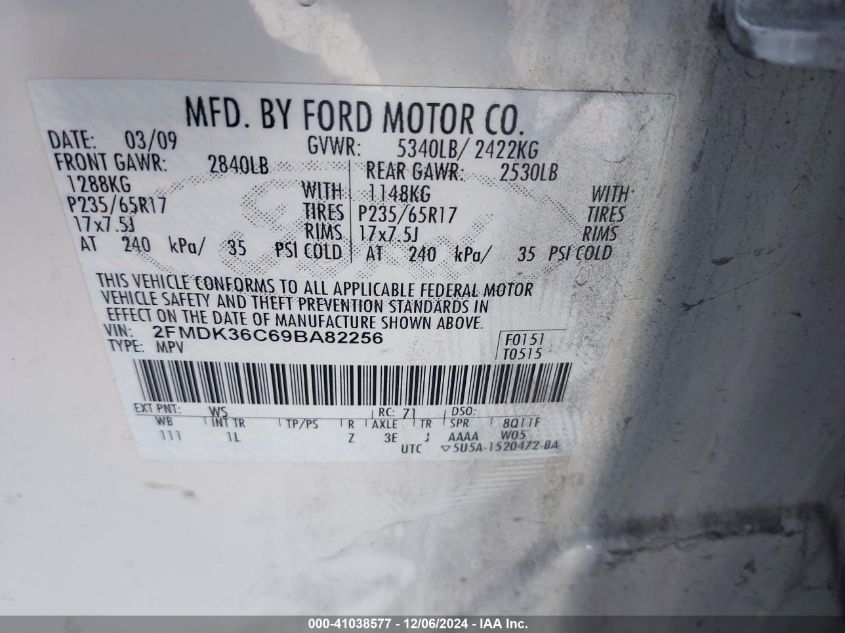 MFD. BY FORD MOTOR CO.
DATE: 03/09 GVWR: 5340LB/ 2422KG
FRONT GAWR: 2840LB REAR GAWR: 2530LB
1288KG WITH 1148KG WITH
P235/65R17 TIRES P235/65R17 TIRES
17x7.5J RIMS 17x7.5J RIMS
AT 240 kPa/ 35 PSI COLD AT 240 kPa/ 35 PSI COLD
THIS VEHICLE CONFORMS TO ALL APPLICABLE FEDERAL MOTOR
VEHICLE SAFETY AND THEFT PREVENTION STANDARDS IN
EFFECT ON THE DATE OF MANUFACTURE SHOWN ABOVE.
VIN: 2FMDK36C69BA82256 F0151
TYPE: MPV T0515
EXT PNT: WS RC: 71 DSO:
WB INT TR TP/PS R AXLE TR SPR 8Q11F
111 1L Z 3E J AAAA W05
UTC ▽5U5A-1520472-BA
000-41038577 - 12/06/2024 - IAA Inc.